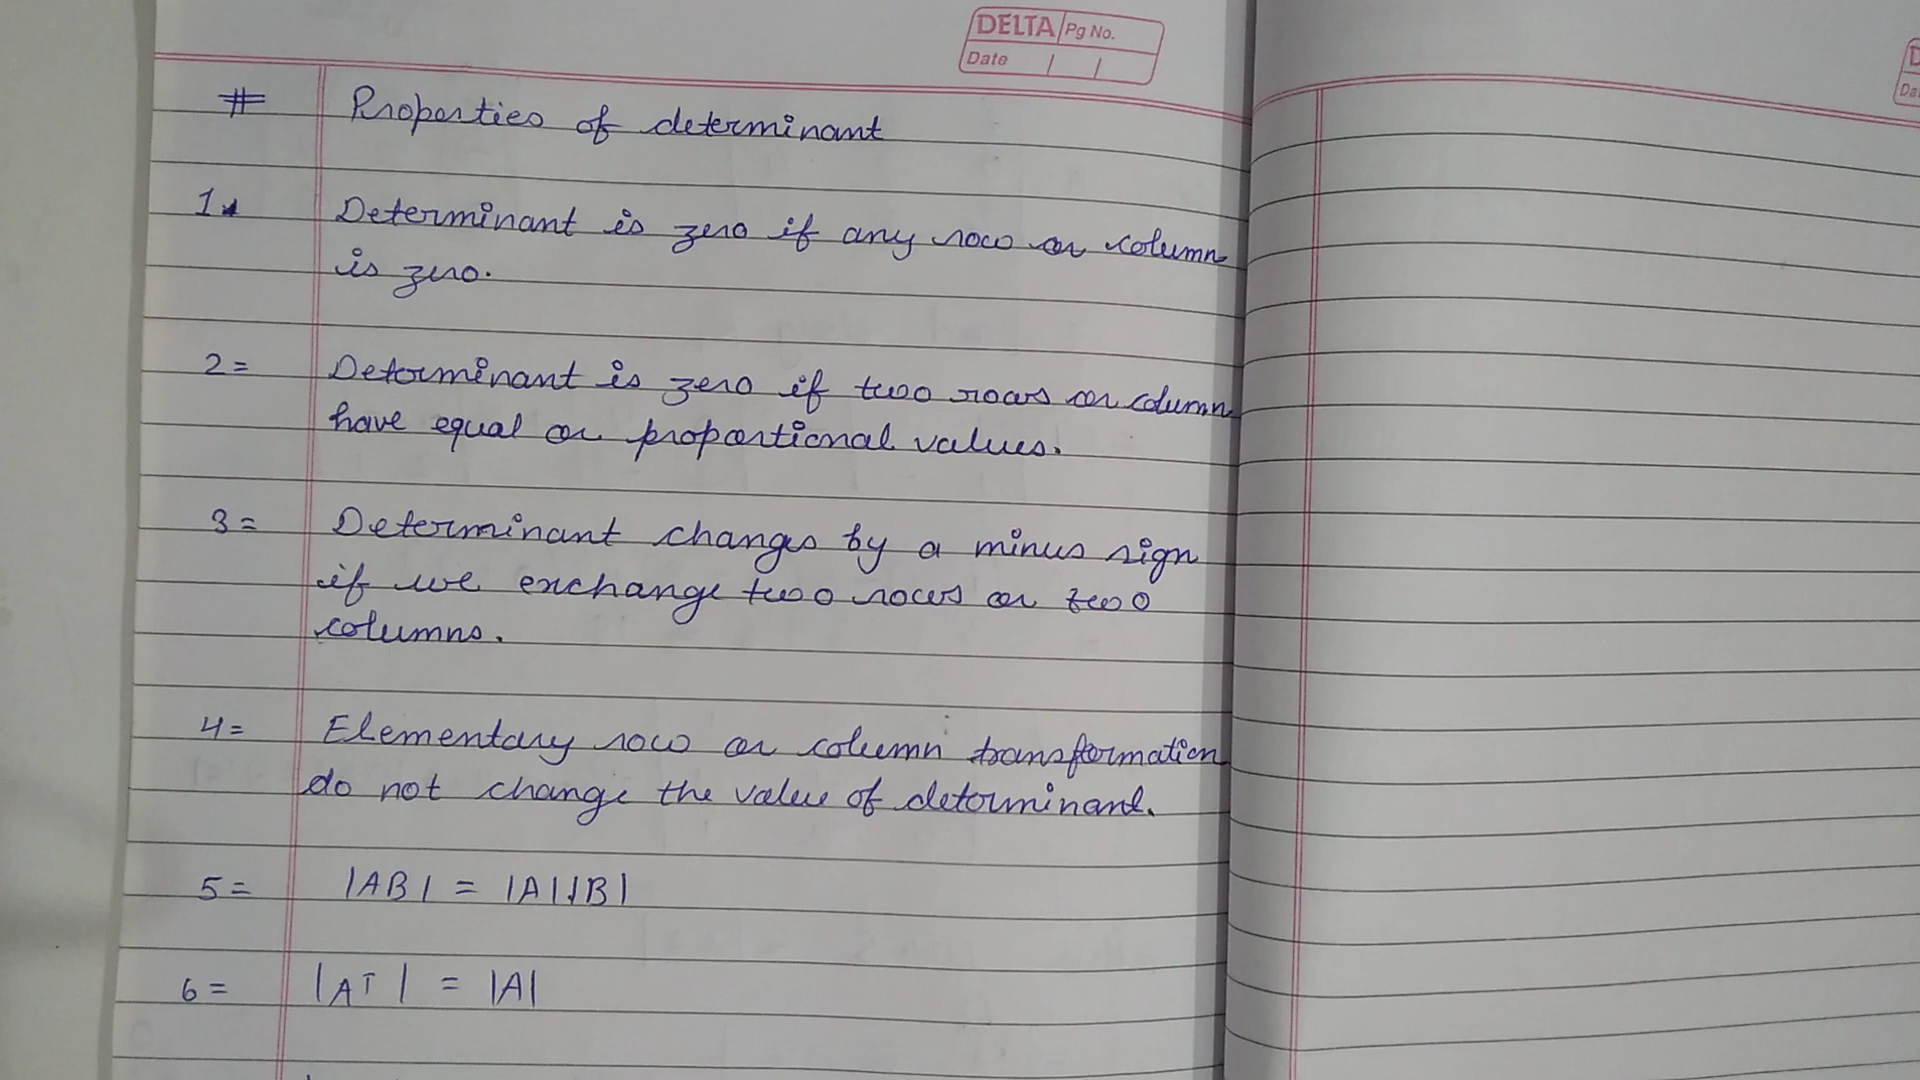 DELTA Pg No.
Date / /
# Properties of determinant
1. Determinant is zero if any row or column
is zero.
2= Determinant is zero if two rows or column
have equal or proportional values.
3= Determinant changes by a minus sign
if we exchange two rows or two
columns.
4= Elementary row or column transformation
do not change the value of determinant.
5= |AB| = |A||B|
6= |AT| = |A|